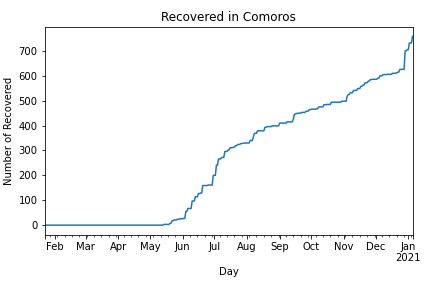 Recovered in Comoros
Number of Recovered
700
600
500
400
300
200
100
0
Feb Mar Apr May Jun Jul Aug Sep Oct Nov Dec Jan
2021
Day